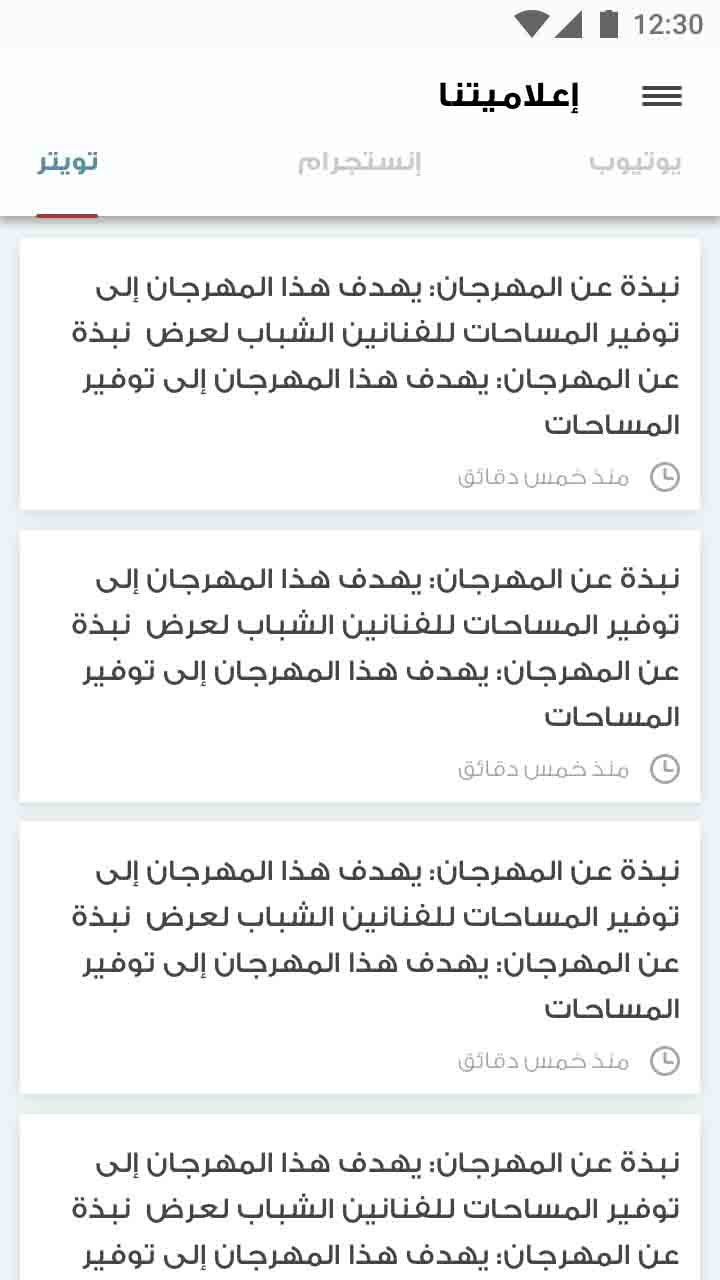 12:30
إعلاميتنا
يوتيوب إنستجرام تويتر
نبذة عن المهرجان: يهدف هذا المهرجان إلى
توفير المساحات للفنانين الشباب لعرض نبذة
عن المهرجان: يهدف هذا المهرجان إلى توفير
المساحات
منذ خمس دقائق
نبذة عن المهرجان: يهدف هذا المهرجان إلى
توفير المساحات للفنانين الشباب لعرض نبذة
عن المهرجان: يهدف هذا المهرجان إلى توفير
المساحات
منذ خمس دقائق
نبذة عن المهرجان: يهدف هذا المهرجان إلى
توفير المساحات للفنانين الشباب لعرض نبذة
عن المهرجان: يهدف هذا المهرجان إلى توفير
المساحات
منذ خمس دقائق
نبذة عن المهرجان: يهدف هذا المهرجان إلى
توفير المساحات للفنانين الشباب لعرض نبذة
عن المهرجان: يهدف هذا المهرجان إلى توفير